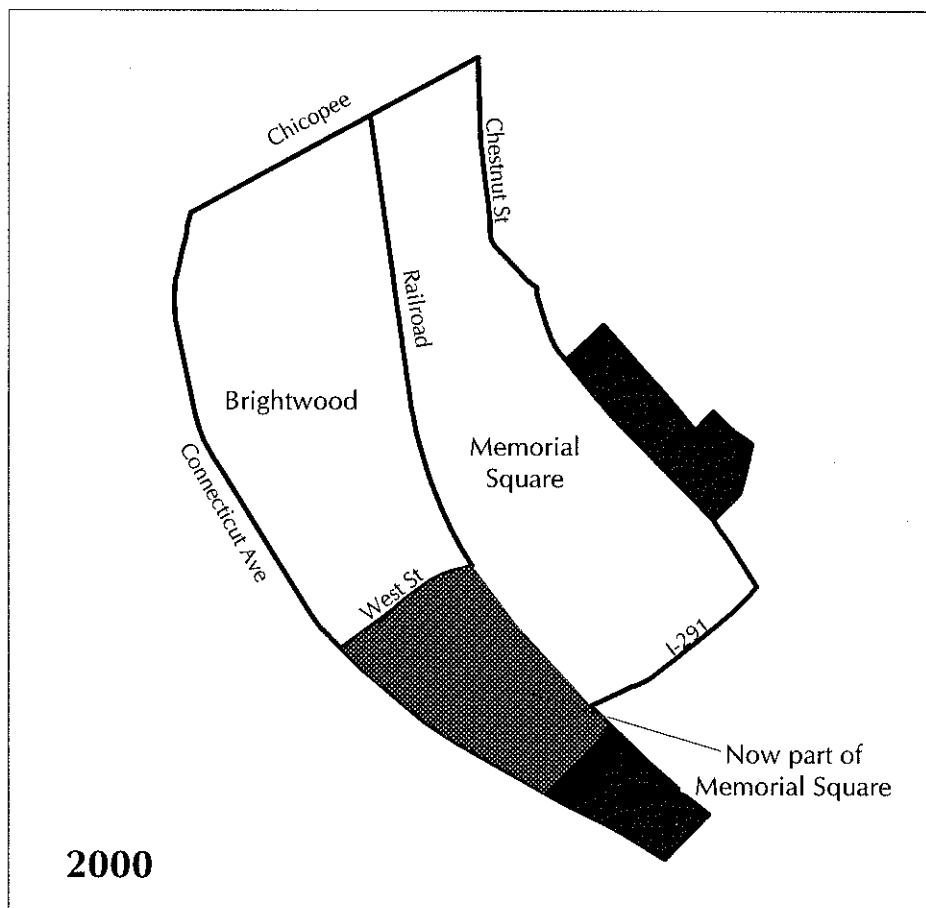 Chicopee
Chestnut St
Railroad
Brightwood
Memorial
Square
Connecticut Ave
West St
I-291
Now part of
Memorial Square
2000